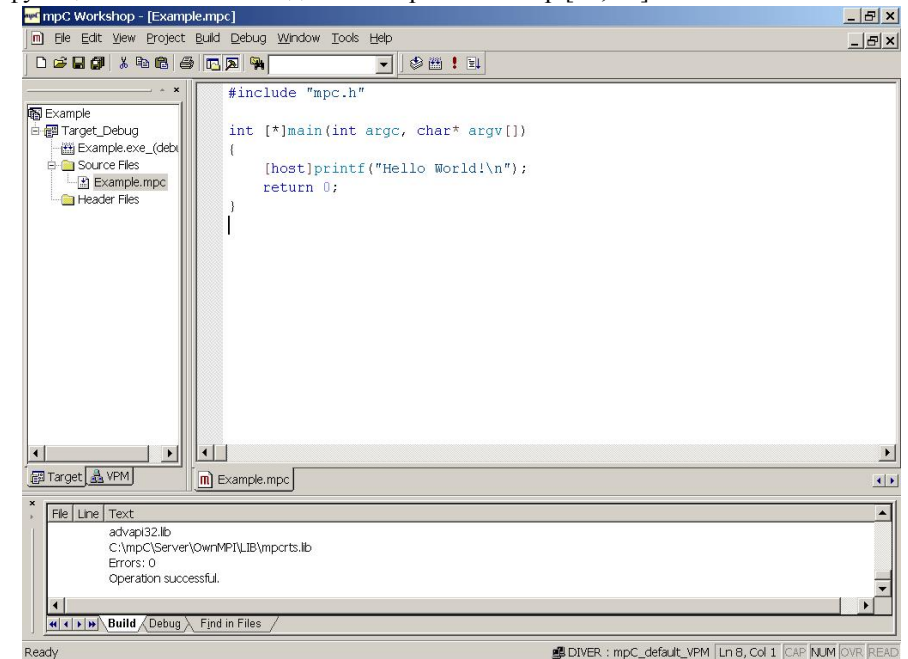 mpC Workshop - [Example.mpc]
File Edit View Project Build Debug Window Tools Help
Example
Target_Debug
Example.exe_(debu
Source Files
Example.mpc
Header Files
#include "mpc.h"
int [*]main(int argc, char* argv[])
{
[host]printf("Hello World!\n");
return 0;
}
Target VPM
Example.mpc
File Line Text
advapi32.lib
C:\mpC\Server\OwnMPI\LIB\mpcrts.lib
Errors: 0
Operation successful.
Build Debug Find in Files
Ready DIVER : mpC_default_VPM Ln 8, Col 1 CAP NUM OVR READ